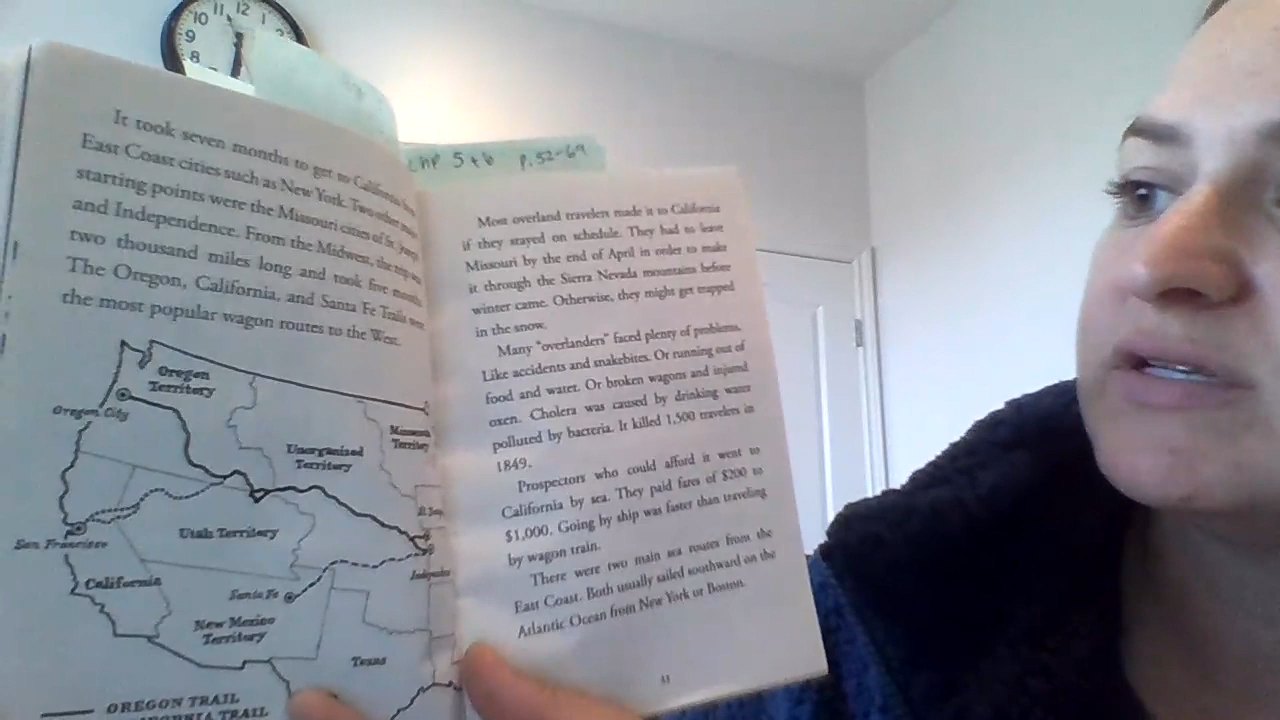 11 12 1
10
9
8
Chp 5+6 p. 52-69
It took seven months to get to California
East Coast cities such as New York. Two other
starting points were the Missouri cities of St.
and Independence. From the Midwest, the trip was
two thousand miles long and took five months
The Oregon, California, and Santa Fe Trails were
the most popular wagon routes to the West.
Oregon
Territory
Oregon City
Minnesota
Territory
Unorganized
Territory
Utah Territory
San Francisco
California
Santa Fe
New Mexico
Territory
Texas
OREGON TRAIL
TRAIL
Most overland travelers made it to California
if they stayed on schedule. They had to leave
Missouri by the end of April in order to make
it through the Sierra Nevada mountains before
winter came. Otherwise, they might get trapped
in the snow.
Many "overlanders" faced plenty of problems.
Like accidents and snakebites. Or running out of
food and water. Or broken wagons and injured
oxen. Cholera was caused by drinking water
polluted by bacteria. It killed 1,500 travelers in
1849.
Prospectors who could afford it went to
California by sea. They paid fares of $200 to
$1,000. Going by ship was faster than traveling
by wagon train.
There were two main sea routes from the
East Coast. Both usually sailed southward on the
Atlantic Ocean from New York or Boston.